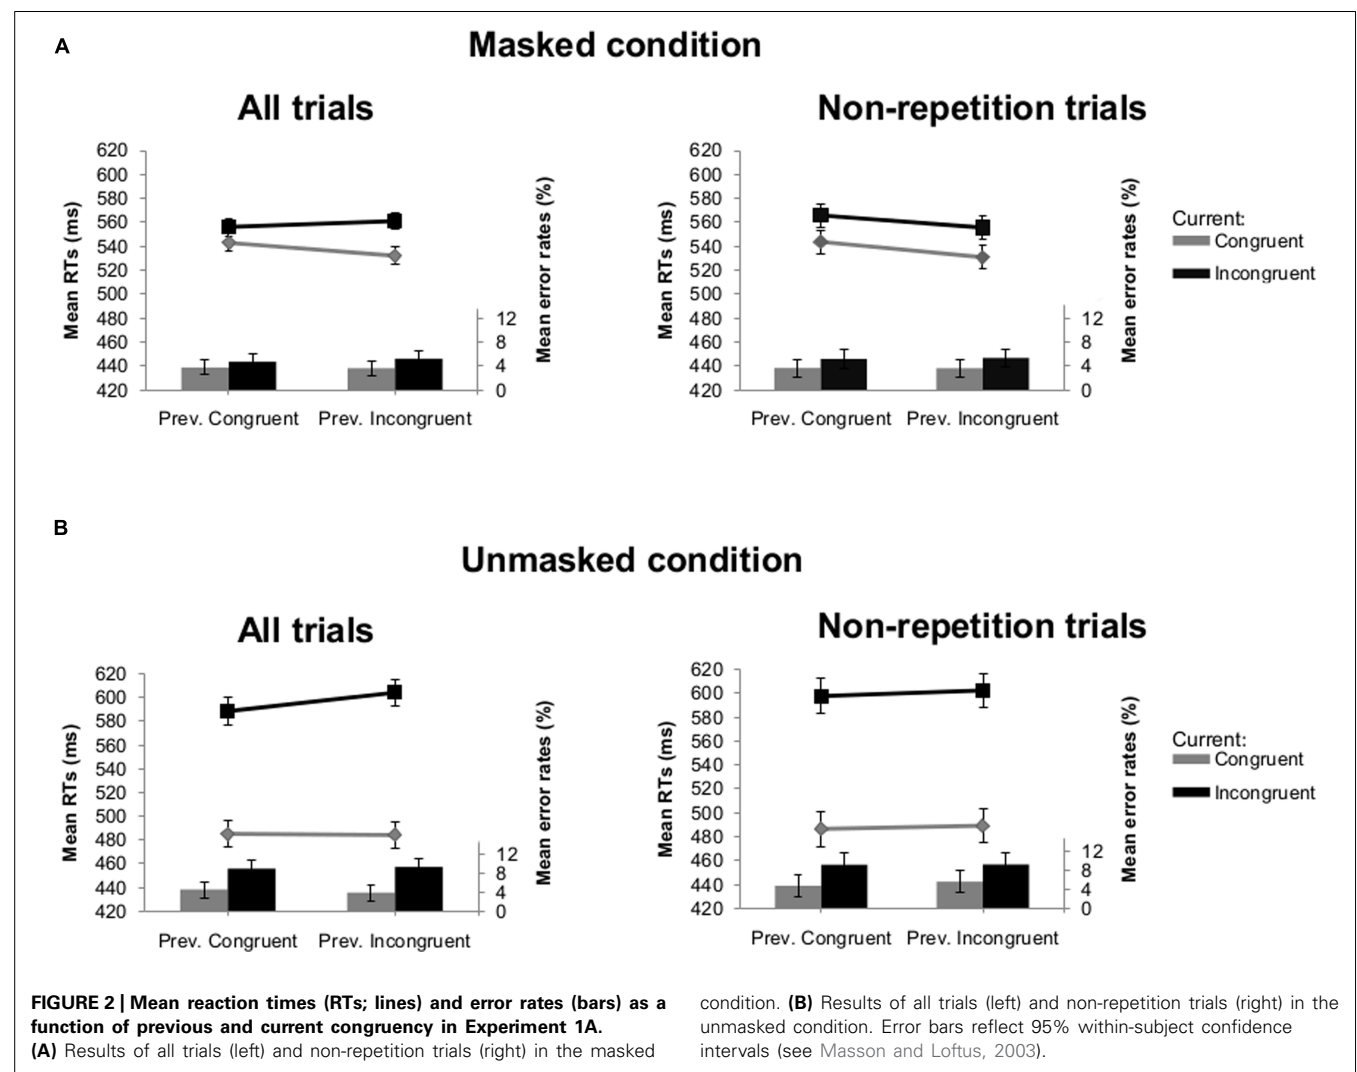 A
Masked condition
All trials
Mean RTs (ms)
620
600
580
560
540
520
500
480
460
440
420
12
8
4
0
Mean error rates (%)
Prev. Congruent Prev. Incongruent
Non-repetition trials
Mean RTs (ms)
620
600
580
560
540
520
500
480
460
440
420
12
8
4
0
Mean error rates (%)
Prev. Congruent Prev. Incongruent
Current:
Congruent
Incongruent
B
Unmasked condition
All trials
Mean RTs (ms)
620
600
580
560
540
520
500
480
460
440
420
12
8
4
0
Mean error rates (%)
Prev. Congruent Prev. Incongruent
Non-repetition trials
Mean RTs (ms)
620
600
580
560
540
520
500
480
460
440
420
12
8
4
0
Mean error rates (%)
Prev. Congruent Prev. Incongruent
Current:
Congruent
Incongruent
FIGURE 2 | Mean reaction times (RTs; lines) and error rates (bars) as a
function of previous and current congruency in Experiment 1A.
(A) Results of all trials (left) and non-repetition trials (right) in the masked
condition. (B) Results of all trials (left) and non-repetition trials (right) in the
unmasked condition. Error bars reflect 95% within-subject confidence
intervals (see Masson and Loftus, 2003).